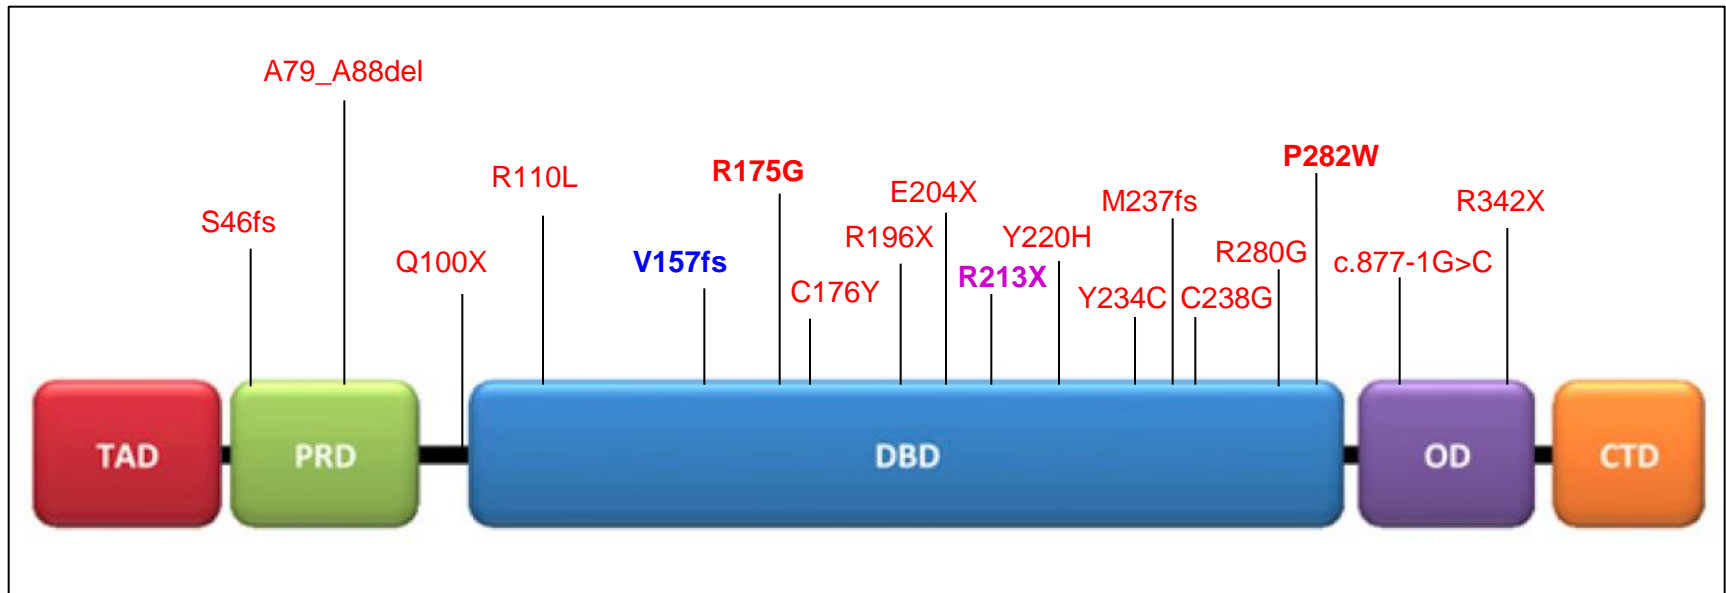 A79_A88del
P282W
R175G
R110L
E204X
M237fs
R342X
S46fs
R196X
Y220H
R280G
Q100X
V157fs
R213X
c.877-1G>C
C176Y
Y234C
C238G
TAD
PRD
DBD
OD
CTD